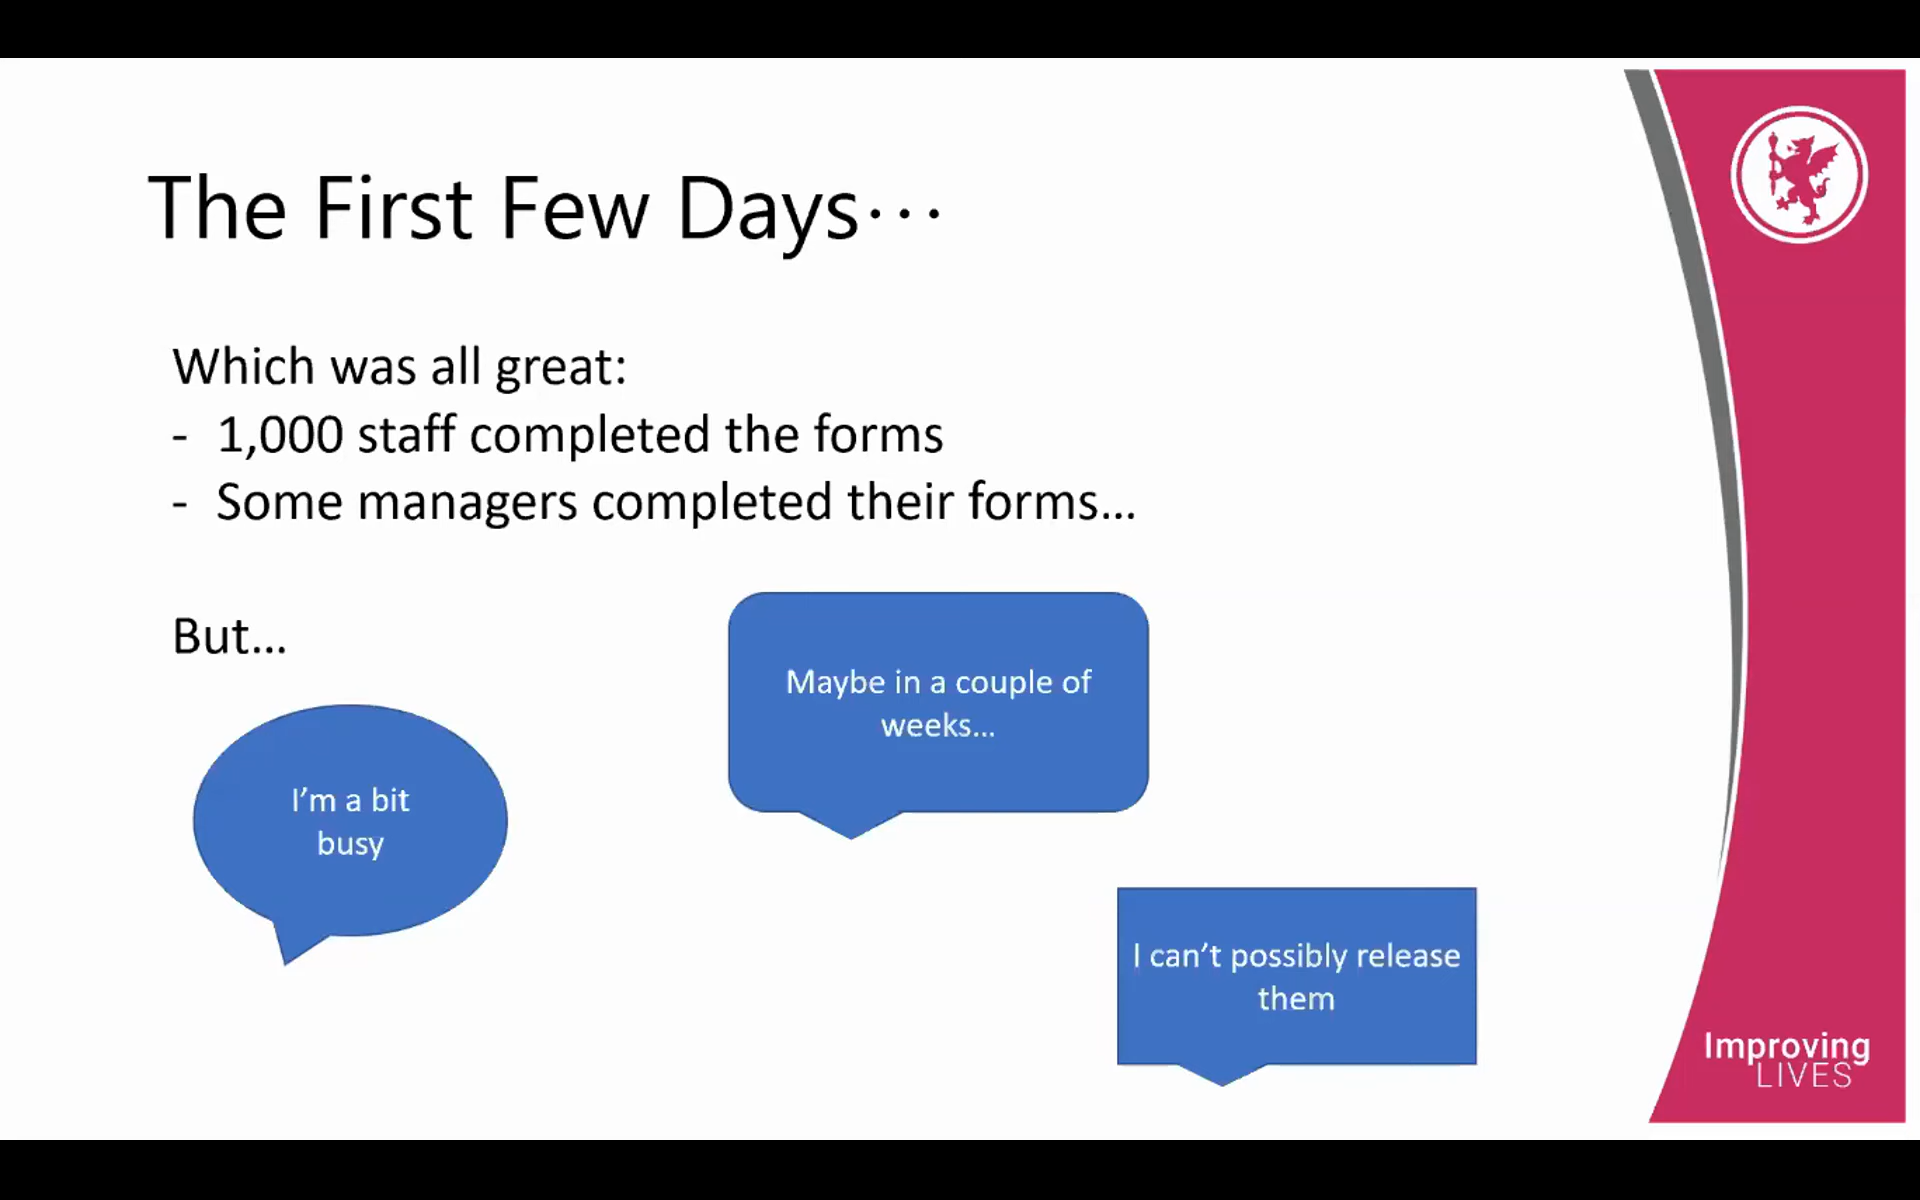 The First Few Days…
Which was all great:
- 1,000 staff completed the forms
- Some managers completed their forms…
But…
Maybe in a couple of
weeks…
I’m a bit
busy
I can’t possibly release
them
Improving
LIVES